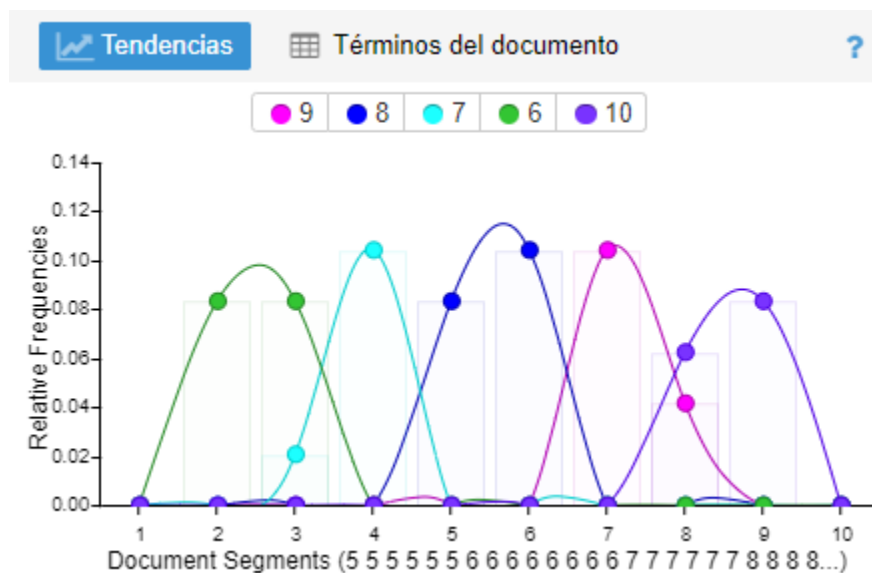 Tendencias Términos del documento ?
9 8 7 6 10
Relative Frequencies
0.14
0.12
0.10
0.08
0.06
0.04
0.02
0.00
1 2 3 4 5 6 7 8 9 10
Document Segments (5 5 5 5 5 5 6 6 6 6 6 6 6 6 7 7 7 7 7 7 8 8 8 8...)